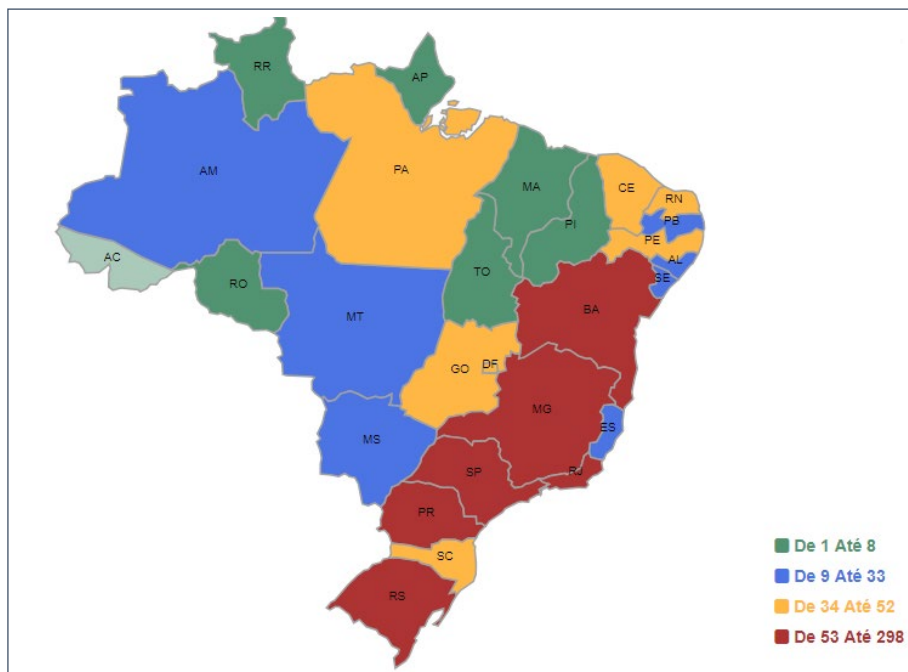 RR
AP
AM
PA
MA
CE
RN
PB
PI
PE
AC
AL
TO
SE
RO
BA
MT
GO
DF
MG
MS
ES
SP
RJ
PR
SC
RS
De 1 Até 8
De 9 Até 33
De 34 Até 52
De 53 Até 298